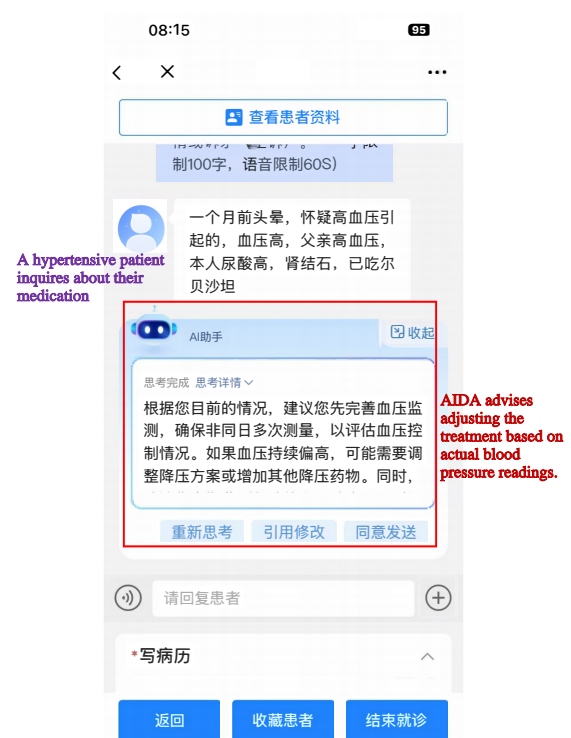 08:15
95
查看患者资料
制100字，语音限制60S)
一个月前头晕，怀疑高血压引
起的，血压高，父亲高血压，
本人尿酸高，肾结石，已吃尔
贝沙坦
A hypertensive patient
inquires about their
medication
AI助手
收起
思考完成 思考详情
根据您目前的情况，建议您先完善血压监
测，确保非同日多次测量，以评估血压控
制情况。如果血压持续偏高，可能需要调
整降压方案或增加其他降压药物。同时，
AIDA advises
adjusting the
treatment based on
actual blood
pressure readings.
重新思考 引用修改 同意发送
请回复患者
*写病历
返回 收藏患者 结束就诊